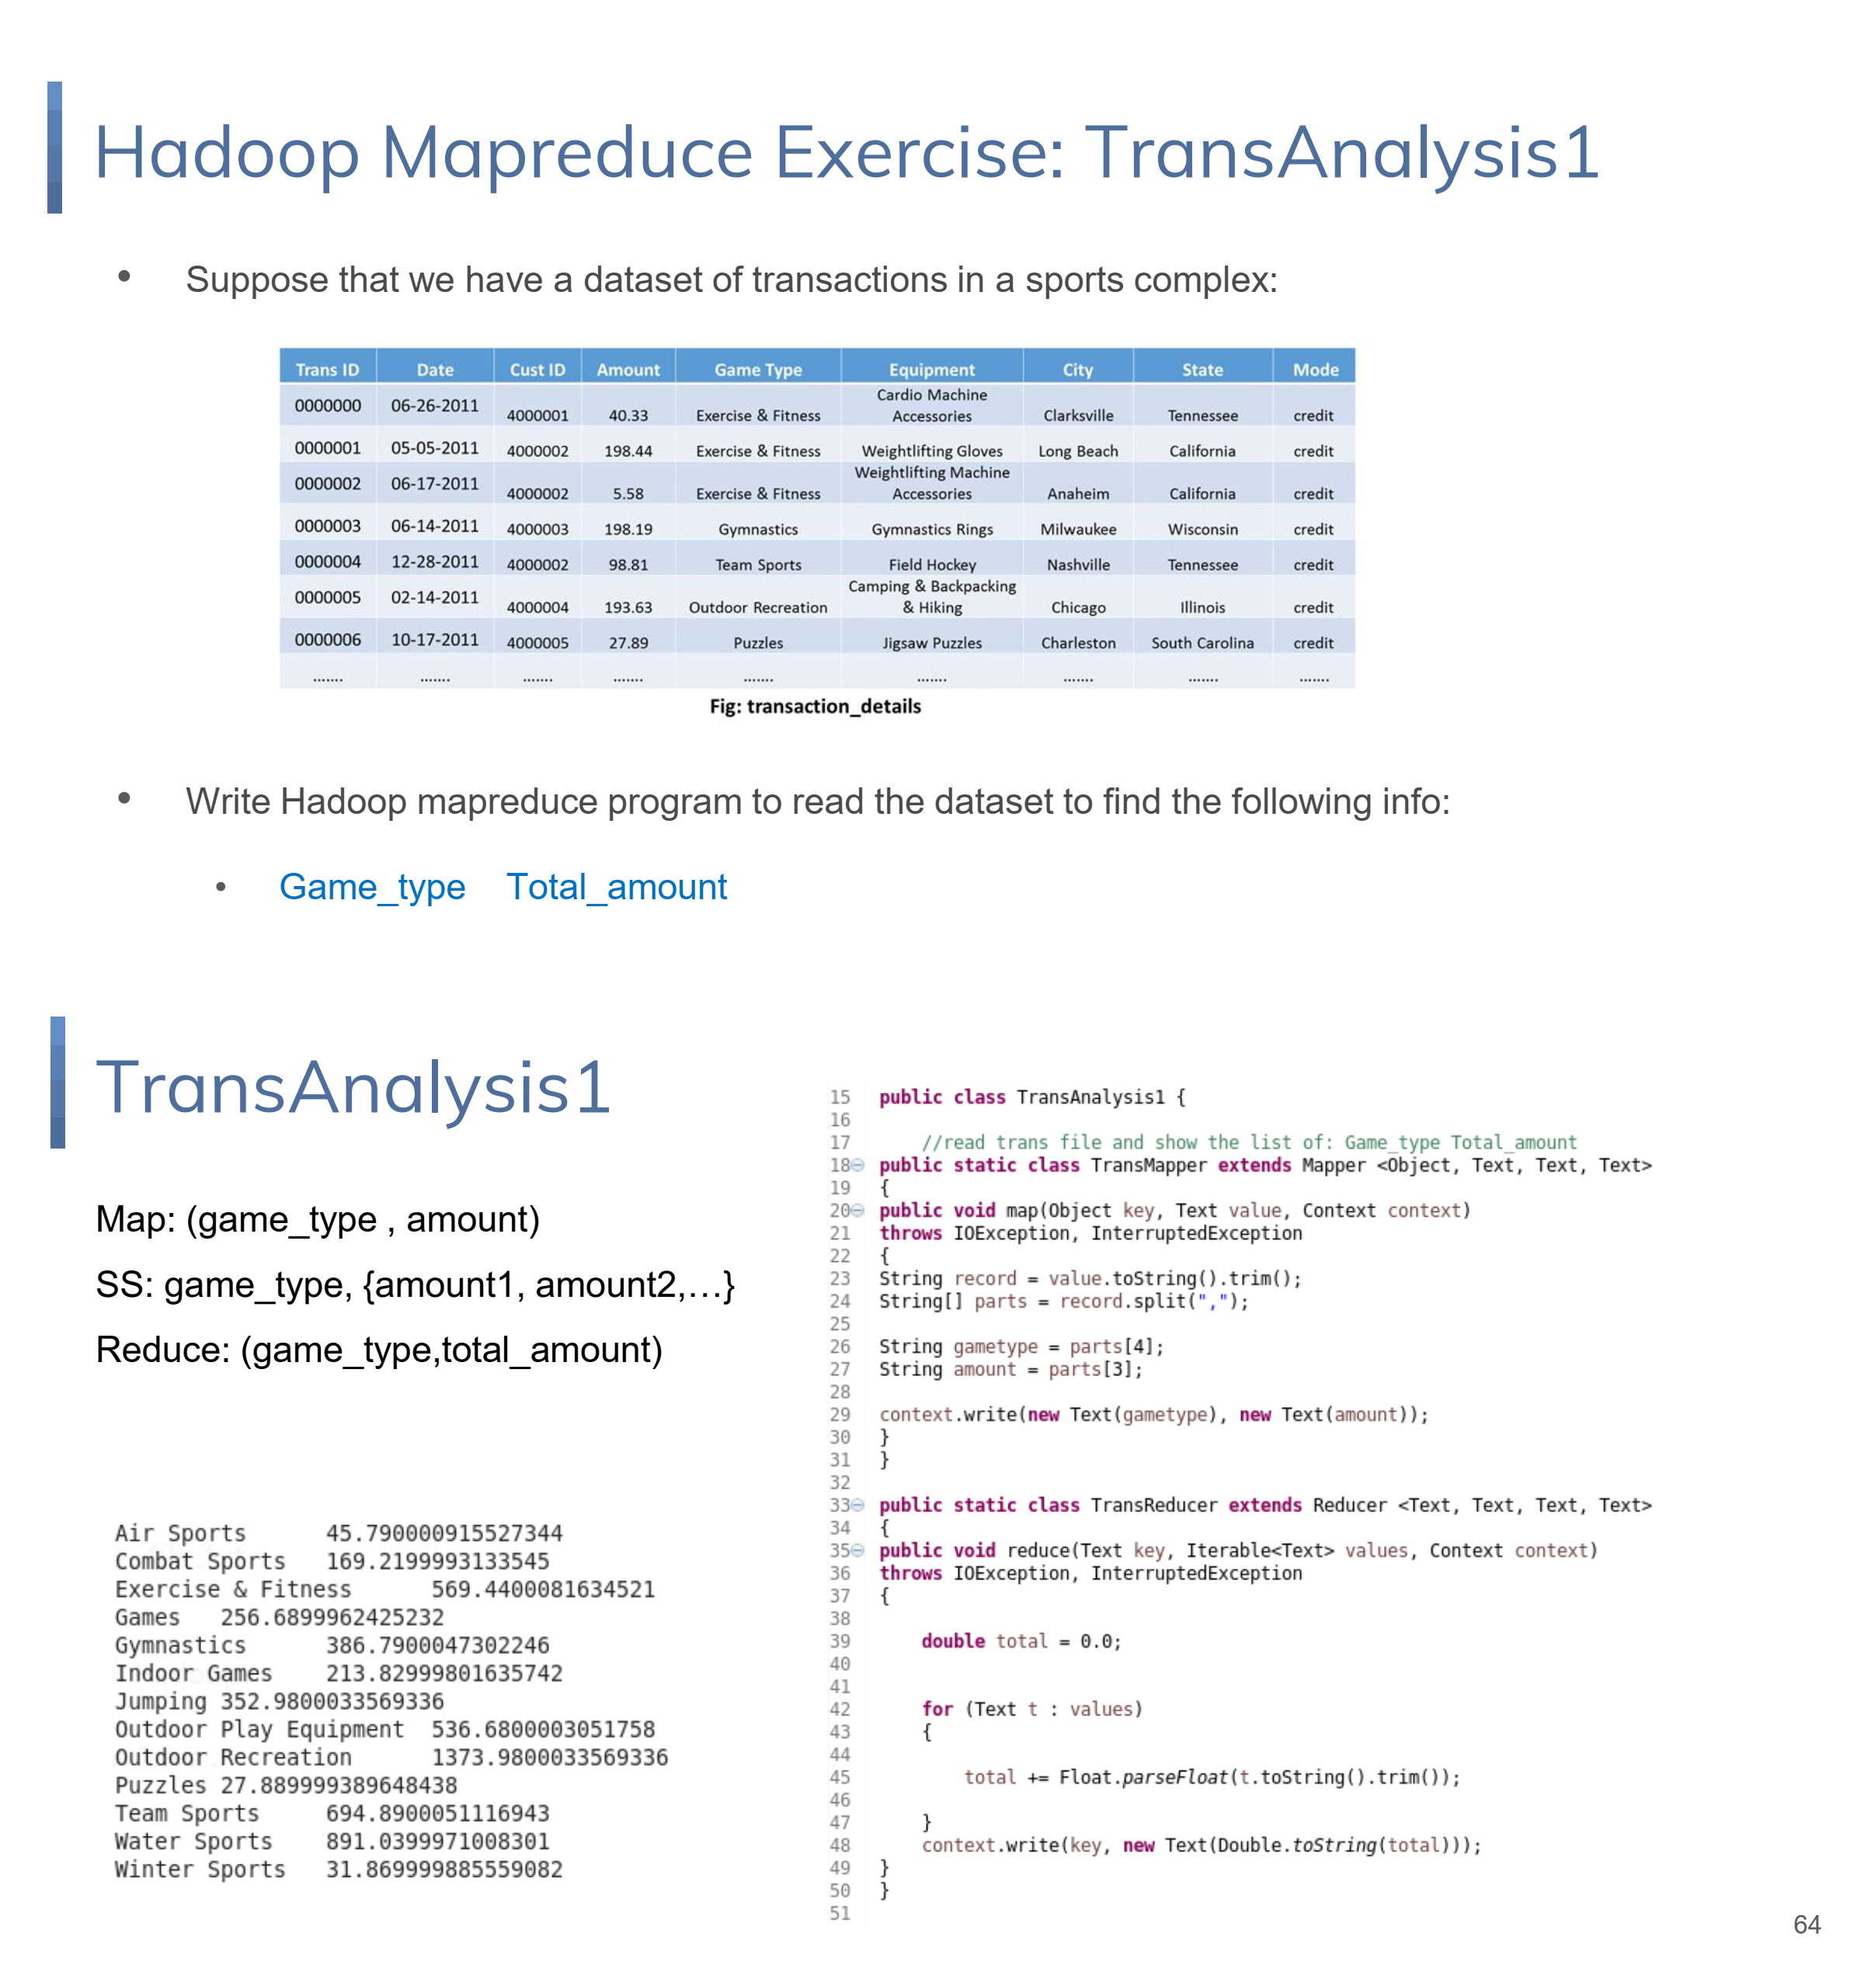 Hadoop Mapreduce Exercise: TransAnalysis1
• Suppose that we have a dataset of transactions in a sports complex:
Trans ID Date Cust ID Amount Game Type Equipment City State Mode
0000000 06-26-2011 4000001 40.33 Exercise & Fitness Cardio Machine Accessories Clarksville Tennessee credit
0000001 05-05-2011 4000002 198.44 Exercise & Fitness Weightlifting Gloves Long Beach California credit
0000002 06-17-2011 4000002 5.58 Exercise & Fitness Weightlifting Machine Accessories Anaheim California credit
0000003 06-14-2011 4000003 198.19 Gymnastics Gymnastics Rings Milwaukee Wisconsin credit
0000004 12-28-2011 4000002 98.81 Team Sports Field Hockey Nashville Tennessee credit
0000005 02-14-2011 4000004 193.63 Outdoor Recreation Camping & Backpacking & Hiking Chicago Illinois credit
0000006 10-17-2011 4000005 27.89 Puzzles Jigsaw Puzzles Charleston South Carolina credit
....... ....... ....... ....... ....... ....... ....... ....... .......
Fig: transaction_details
• Write Hadoop mapreduce program to read the dataset to find the following info:
• Game_type Total_amount
TransAnalysis1
Map: (game_type , amount)
SS: game_type, {amount1, amount2,…}
Reduce: (game_type,total_amount)
Air Sports 45.790000915527344
Combat Sports 169.2199993133545
Exercise & Fitness 569.4400081634521
Games 256.6899962425232
Gymnastics 386.7900047302246
Indoor Games 213.82999801635742
Jumping 352.9800033569336
Outdoor Play Equipment 536.6800003051758
Outdoor Recreation 1373.9800033569336
Puzzles 27.889999389648438
Team Sports 694.8900051116943
Water Sports 891.0399971008301
Winter Sports 31.869999885559082
15 public class TransAnalysis1 {
16
17 //read trans file and show the list of: Game_type Total_amount
18 public static class TransMapper extends Mapper <Object, Text, Text, Text>
19 {
20 public void map(Object key, Text value, Context context)
21 throws IOException, InterruptedException
22 {
23 String record = value.toString().trim();
24 String[] parts = record.split(",");
25
26 String gametype = parts[4];
27 String amount = parts[3];
28
29 context.write(new Text(gametype), new Text(amount));
30 }
31 }
32
33 public static class TransReducer extends Reducer <Text, Text, Text, Text>
34 {
35 public void reduce(Text key, Iterable<Text> values, Context context)
36 throws IOException, InterruptedException
37 {
38
39 double total = 0.0;
40
41
42 for (Text t : values)
43 {
44
45 total += Float.parseFloat(t.toString().trim());
46
47 }
48 context.write(key, new Text(Double.toString(total)));
49 }
50 }
51
64